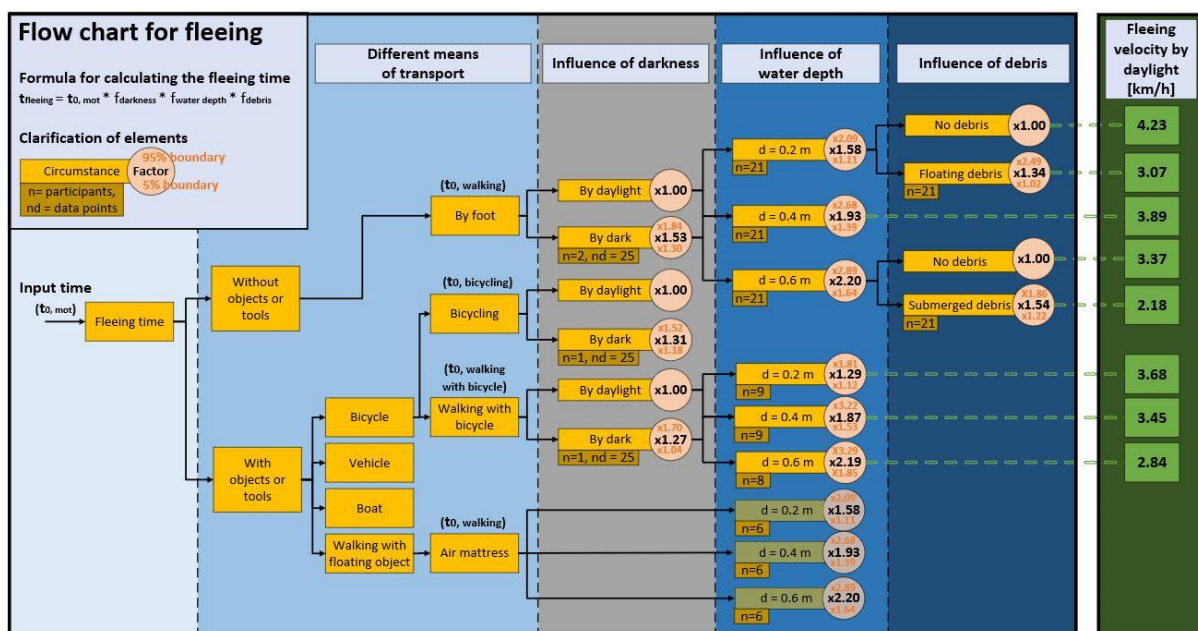 Flow chart for fleeing
Formula for calculating the fleeing time
tfleeing = t0, mot * fdarkness * fwater depth * fdebris
Clarification of elements
Circumstance
95% boundary
Factor
5% boundary
n= participants,
nd = data points
Different means
of transport
Influence of darkness
Influence of
water depth
Influence of debris
Fleeing
velocity by
daylight
[km/h]
Input time
(t0, mot)
Fleeing time
Without
objects or
tools
With
objects or
tools
(t0, walking)
By foot
By daylight
x1.00
By dark
x1.84
x1.53
x1.30
n=2, nd = 25
d = 0.2 m
x2.09
x1.58
x1.11
n=21
d = 0.4 m
x2.68
x1.93
x1.39
n=21
d = 0.6 m
x2.89
x2.20
x1.64
n=21
No debris
x1.00
Floating debris
x2.49
x1.34
x1.02
n=21
No debris
x1.00
Submerged debris
X1.86
x1.54
x1.22
n=21
4.23
3.07
3.89
3.37
2.18
Bicycle
(t0, bicycling)
Bicycling
By daylight
x1.00
By dark
x1.52
x1.31
x1.18
n=1, nd = 25
(t0, walking
with bicycle)
Walking with
bicycle
By daylight
x1.00
By dark
x1.70
x1.27
x1.04
n=1, nd = 25
d = 0.2 m
x1.81
x1.29
x1.12
n=9
d = 0.4 m
x3.22
x1.87
x1.53
n=9
d = 0.6 m
X3.29
x2.19
X1.85
n=8
3.68
3.45
2.84
Vehicle
Boat
Walking with
floating object
(t0, walking)
Air mattress
d = 0.2 m
x2.09
x1.58
x1.11
n=6
d = 0.4 m
x2.68
x1.93
x1.39
n=6
d = 0.6 m
x2.89
x2.20
x1.64
n=6